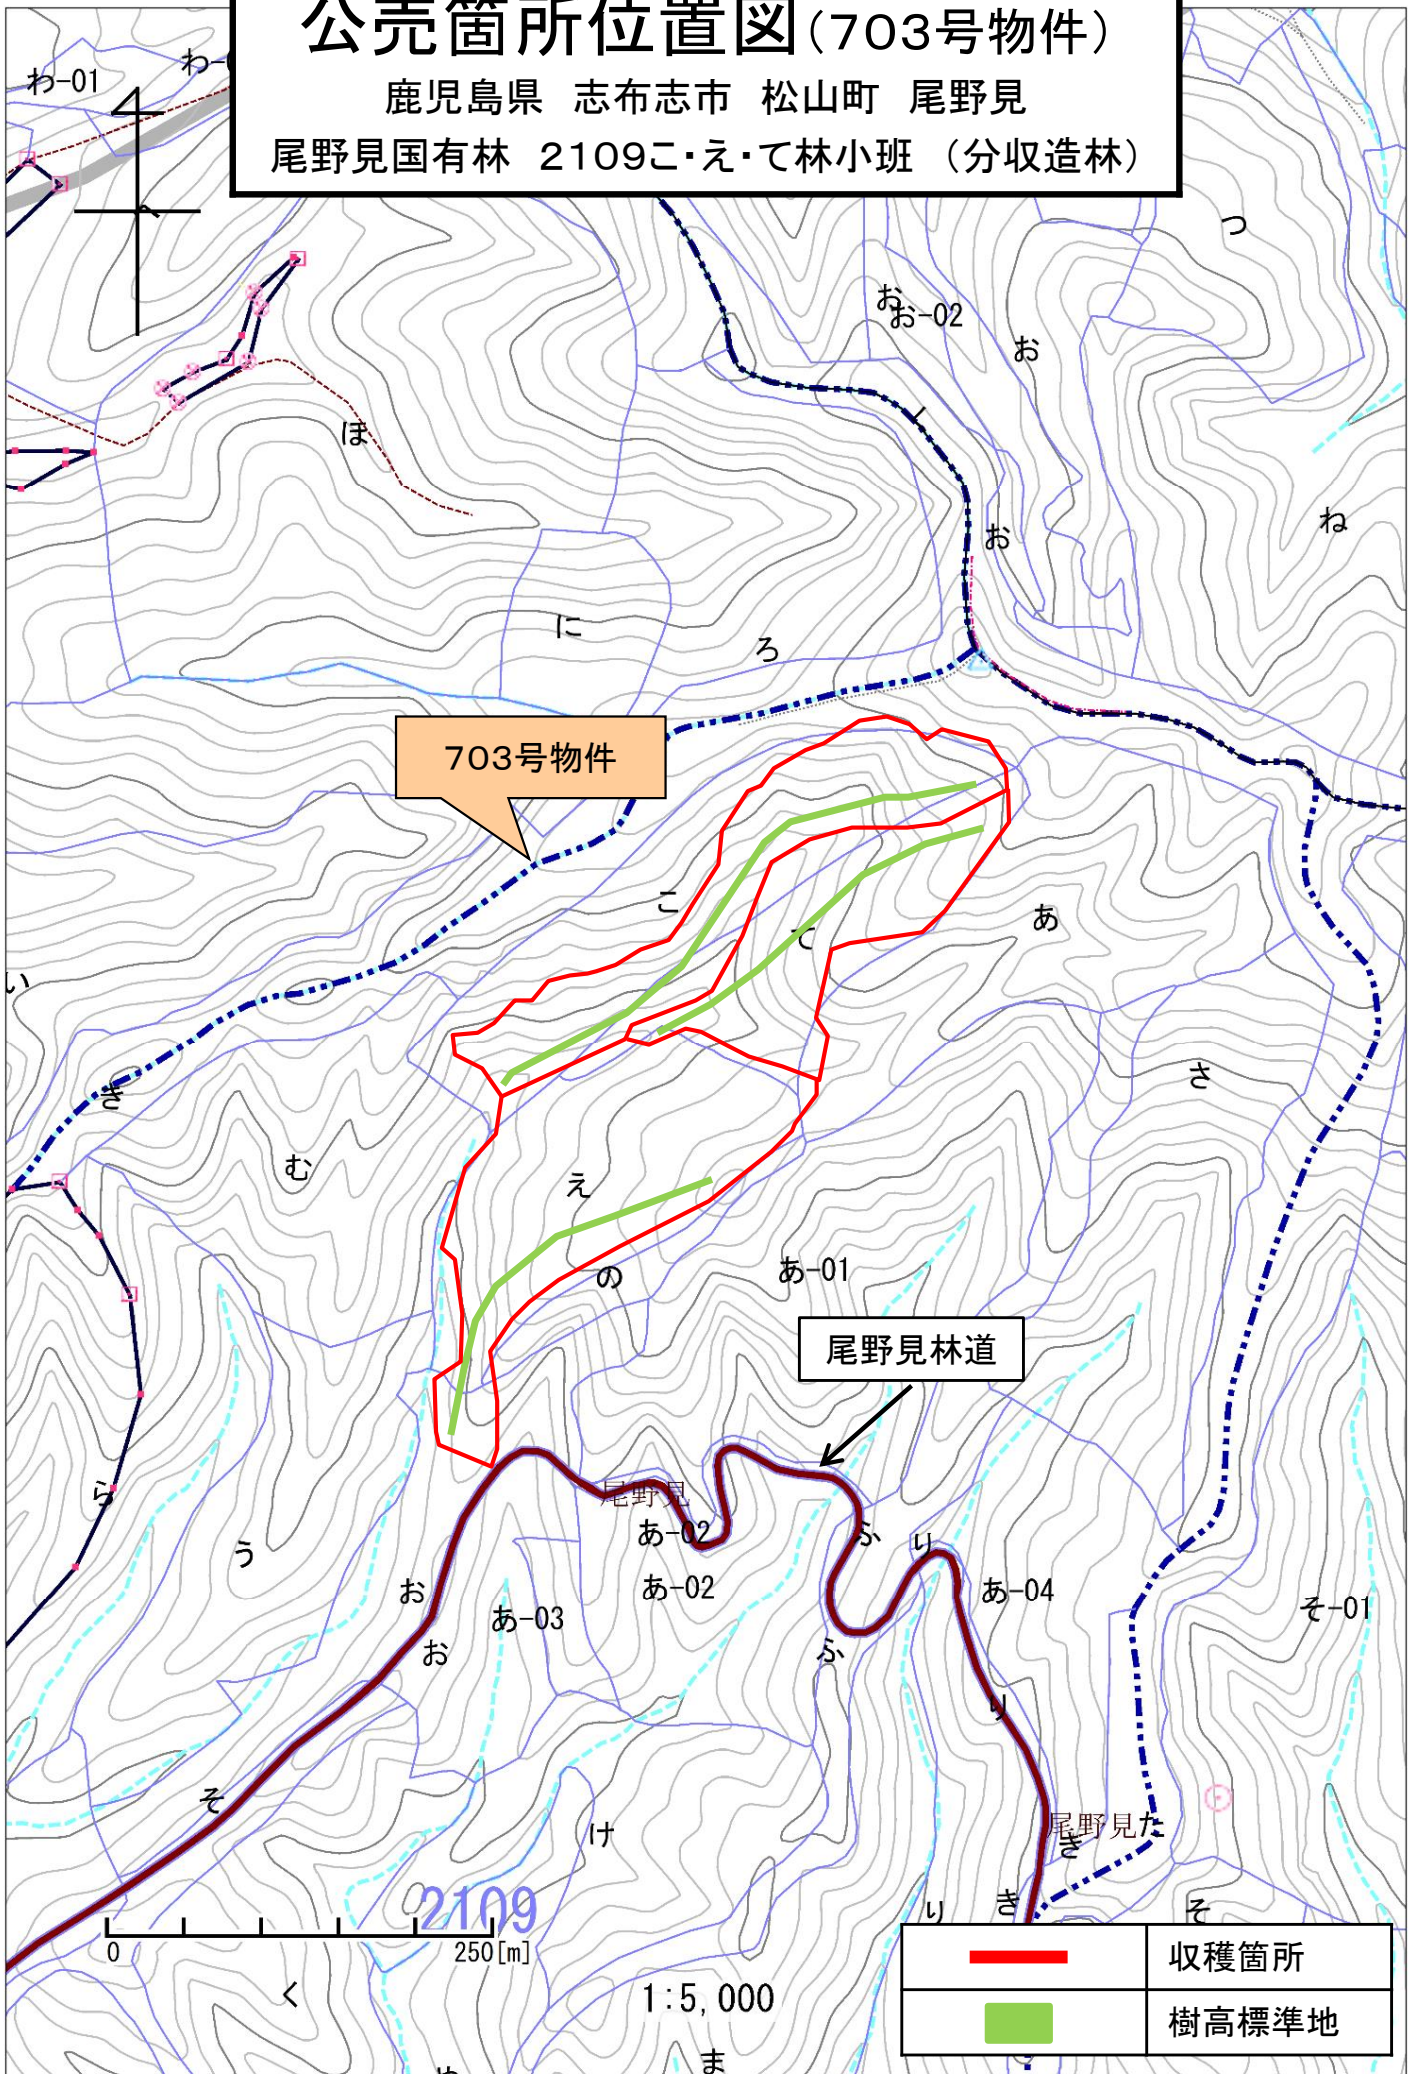 公売箇所位置図(703号物件)
鹿児島県 志布志市 松山町 尾野見
尾野見国有林 2109こ・え・て林小班 (分収造林)
わ-01
わ-
つ
お
お-02
お
ほ
お
ね
に
ろ
703号物件
こ
て
あ
い
き
さ
む
え
の
あ-01
尾野見林道
ら
尾野見
あ-02
う
ふ
り
お
あ-02
あ-03
あ-04
そ-01
お
ふ
り
そ
け
尾野見た
き
2109
り
き
そ
0
250[m]
く
1:5,000
収穫箇所
樹高標準地
ま